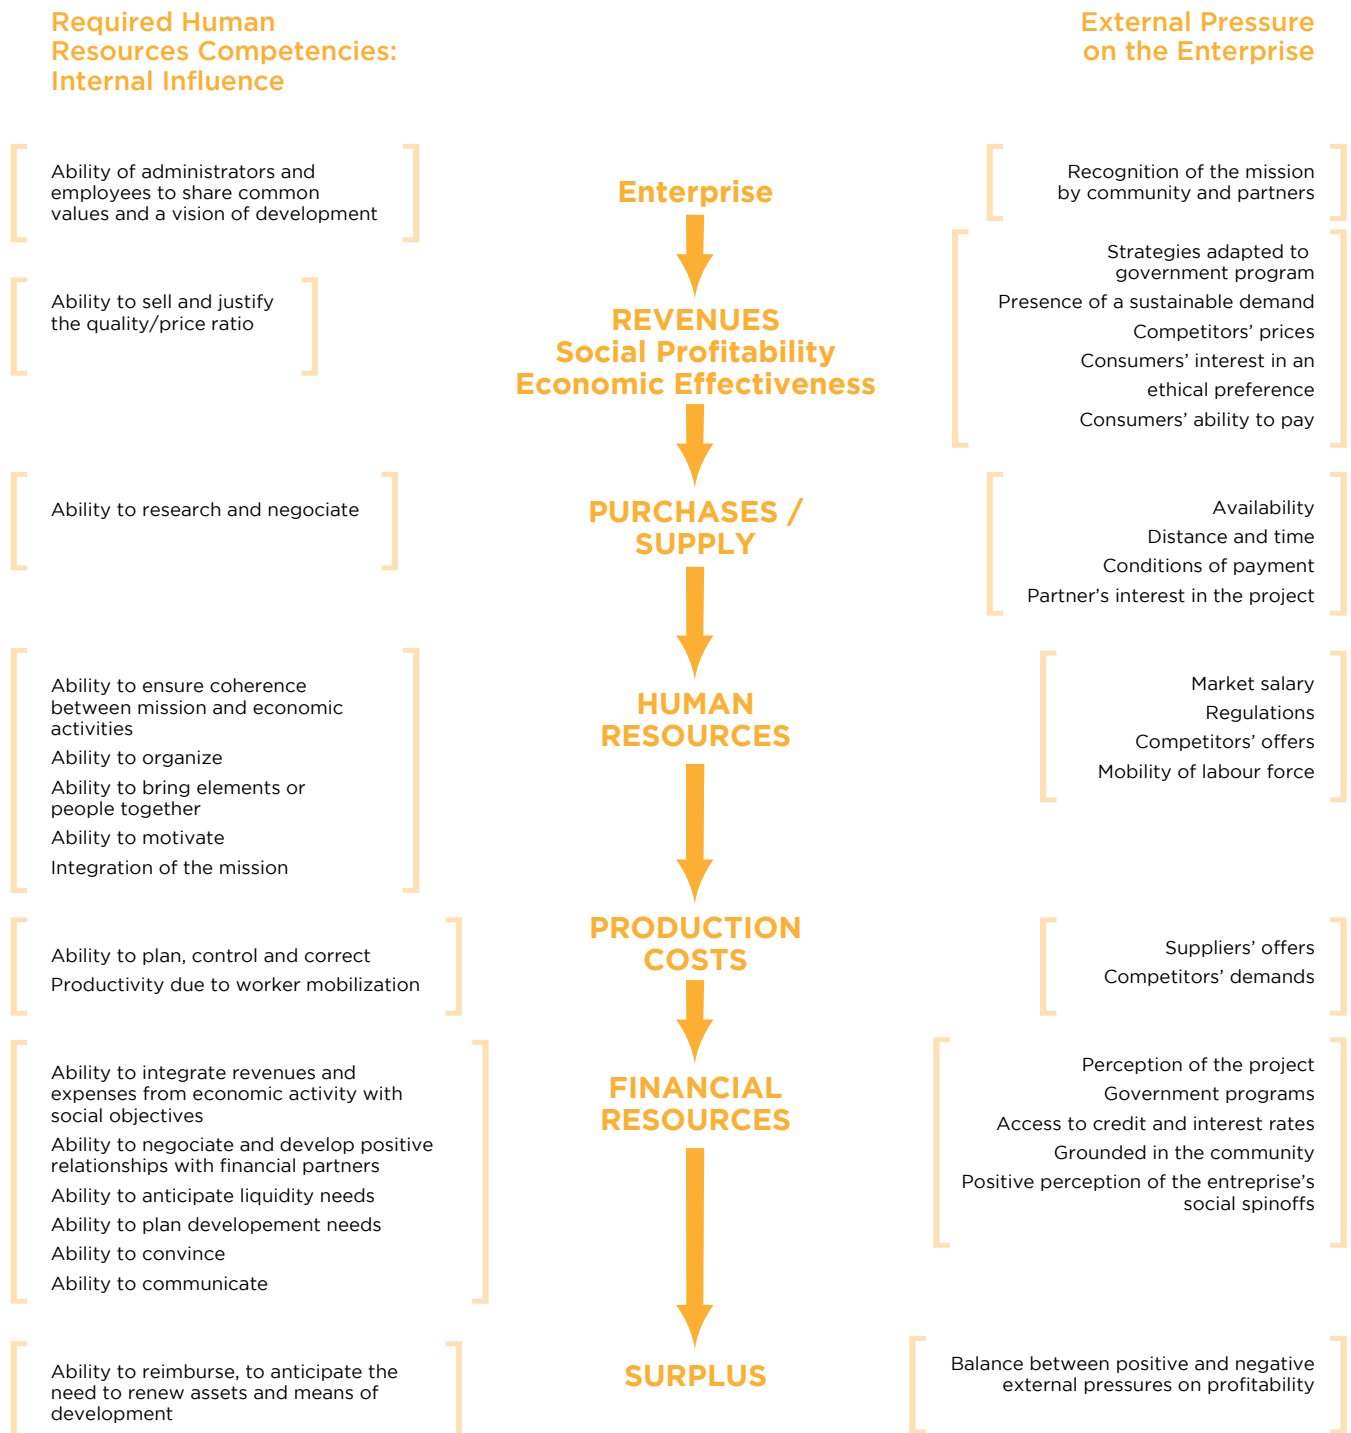 Required Human
Resources Competencies:
Internal Influence
External Pressure
on the Enterprise
Ability of administrators and
employees to share common
values and a vision of development
Enterprise
Recognition of the mission
by community and partners
Ability to sell and justify
the quality/price ratio
REVENUES
Social Profitability
Economic Effectiveness
Strategies adapted to
government program
Presence of a sustainable demand
Competitors’ prices
Consumers’ interest in an
ethical preference
Consumers’ ability to pay
Ability to research and negociate
PURCHASES /
SUPPLY
Availability
Distance and time
Conditions of payment
Partner’s interest in the project
Ability to ensure coherence
between mission and economic
activities
Ability to organize
Ability to bring elements or
people together
Ability to motivate
Integration of the mission
HUMAN
RESOURCES
Market salary
Regulations
Competitors’ offers
Mobility of labour force
Ability to plan, control and correct
Productivity due to worker mobilization
PRODUCTION
COSTS
Suppliers’ offers
Competitors’ demands
Ability to integrate revenues and
expenses from economic activity with
social objectives
Ability to negociate and develop positive
relationships with financial partners
Ability to anticipate liquidity needs
Ability to plan developement needs
Ability to convince
Ability to communicate
FINANCIAL
RESOURCES
Perception of the project
Government programs
Access to credit and interest rates
Grounded in the community
Positive perception of the entreprise’s
social spinoffs
Ability to reimburse, to anticipate the
need to renew assets and means of
development
SURPLUS
Balance between positive and negative
external pressures on profitability